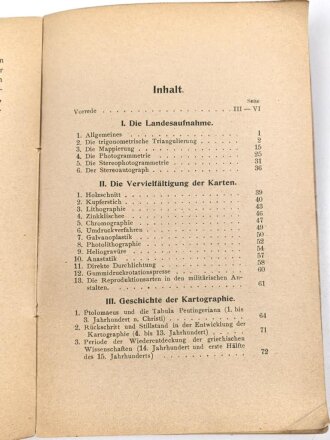 Inhalt.
Seite
Vorrede . . . . . . . . . . . . III — VI
I. Die Landesaufnahme.
1. Allgemeines . . . . . . . . . . . . 1
2. Die trigonometrische Triangulierung . . . . . . 2
3. Die Mappierung . . . . . . . . . . . . 15
4. Die Photogrammetrie . . . . . . . . . . . . 25
5. Die Stereophotogrammetrie . . . . . . . . . . 31
6. Der Stereoautograph . . . . . . . . . . . . 36
II. Die Vervielfältigung der Karten.
1. Holzschnitt . . . . . . . . . . . . 39
2. Kupferstich . . . . . . . . . . . . 40
3. Lithographie . . . . . . . . . . . . 43
4. Zinkklischee . . . . . . . . . . . . 46
5. Chromographie . . . . . . . . . . . . 47
6. Umdruckverfahren . . . . . . . . . . . . 49
7. Galvanoplastik . . . . . . . . . . . . 50
8. Photolithographie . . . . . . . . . . . . 52
9. Heliogravüre . . . . . . . . . . . . 54
10. Anastatik . . . . . . . . . . . . 57
11. Direkte Durchlichtung . . . . . . . . . . . . 58
12. Gummidruckrotationspresse . . . . . . . . . . 60
13. Die Reproduktionsarten in den militärischen An-
stalten . . . . . . . . . . . . 61
III. Geschichte der Kartographie.
1. Ptolomaeus und die Tabula Peutingeriana (1. bis
3. Jahrhundert n. Christi) . . . . . . . . . . 64
2. Rückschritt und Stillstand in der Entwicklung der
Kartographie (4. bis 13. Jahrhundert) . . . . . . 71
3. Periode der Wiederentdeckung der griechischen
Wissenschaften (14. Jahrhundert und erste Hälfte
des 15. Jahrhunderts) . . . . . . . . . . 72